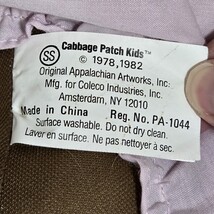 SS Cabbage Patch Kids™
© 1978, 1982
Original Appalachian Artworks, Inc.
Mfg. for Coleco Industries, Inc.
Amsterdam, NY 12010
Made in China Reg. No. PA-1044
Surface washable. Do not dry clean.
Laver en surface. Ne pas nettoyer à sec.